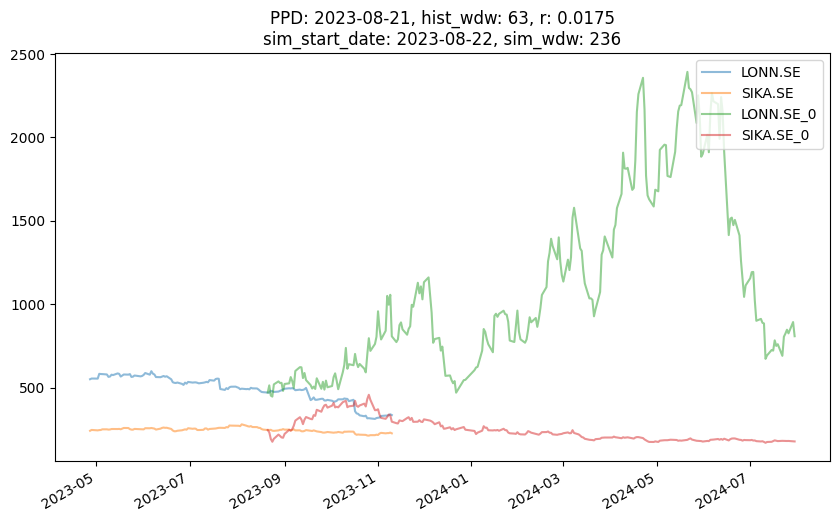 PPD: 2023-08-21, hist_wdw: 63, r: 0.0175
sim_start_date: 2023-08-22, sim_wdw: 236
LONN.SE
SIKA.SE
LONN.SE_0
SIKA.SE_0
2500
2000
1500
1000
500
2023-05
2023-07
2023-09
2023-11
2024-01
2024-03
2024-05
2024-07